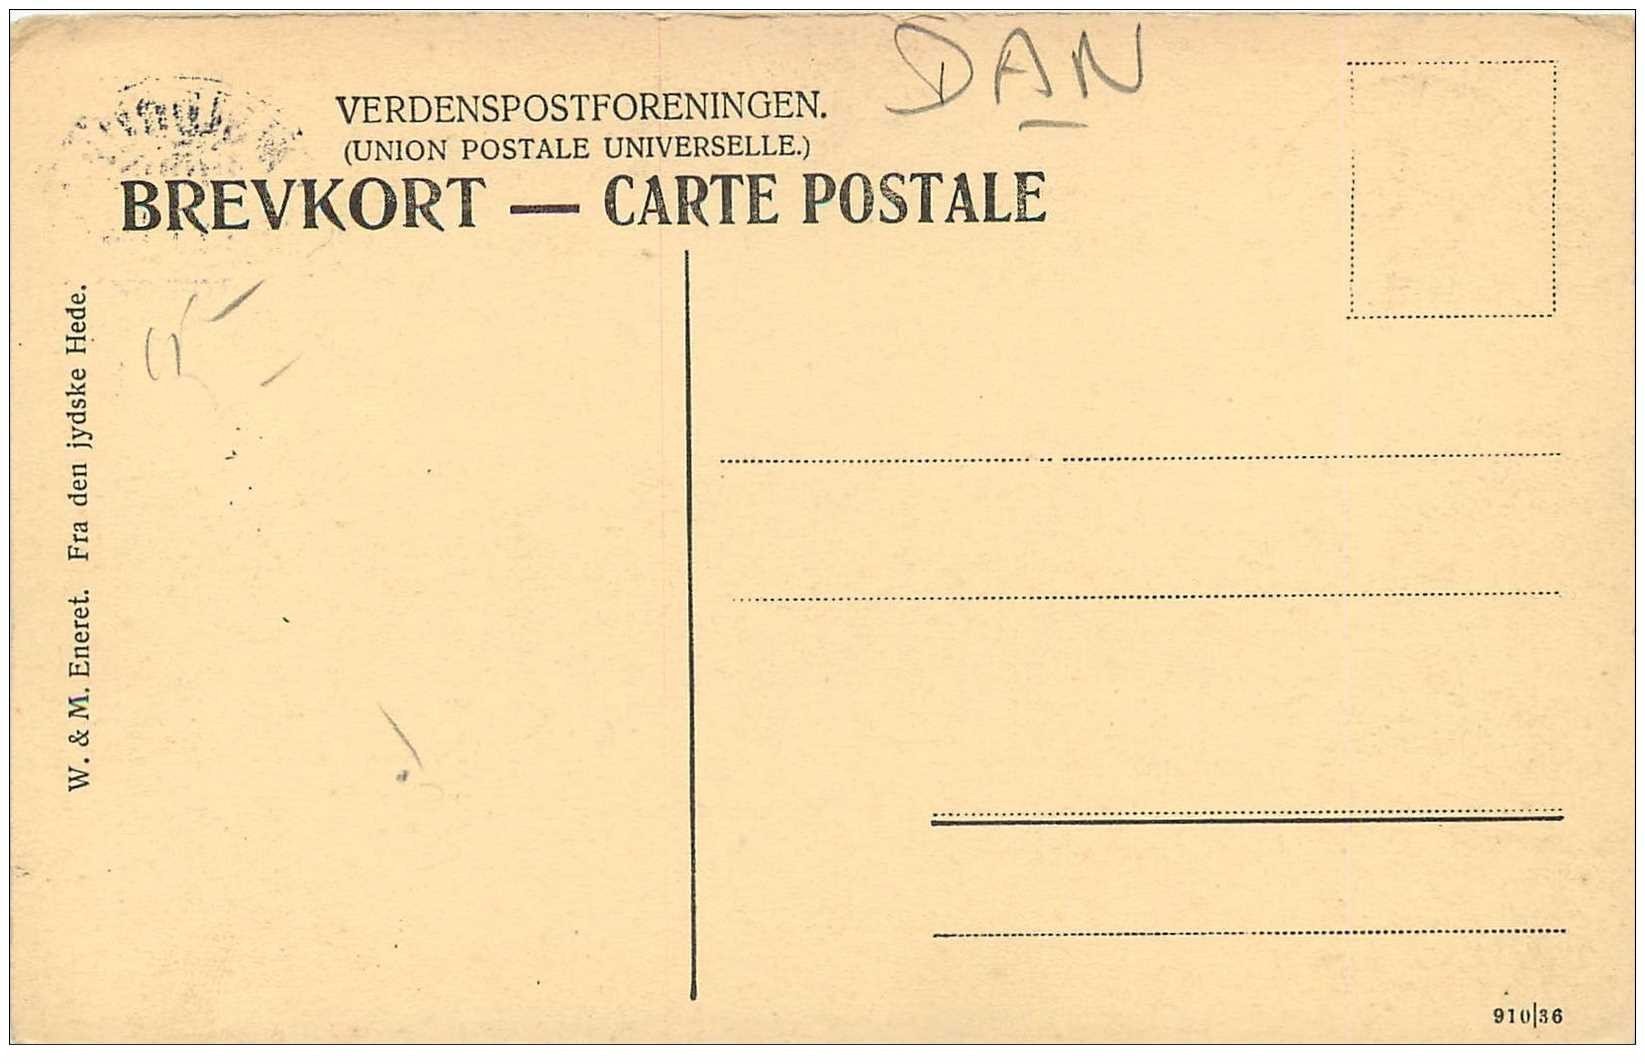 DAN
VERDENSPOSTFORENINGEN.
(UNION POSTALE UNIVERSELLE.)
BREVKORT — CARTE POSTALE
W. & M. Eneret. Fra den jydske Hede.
910|36